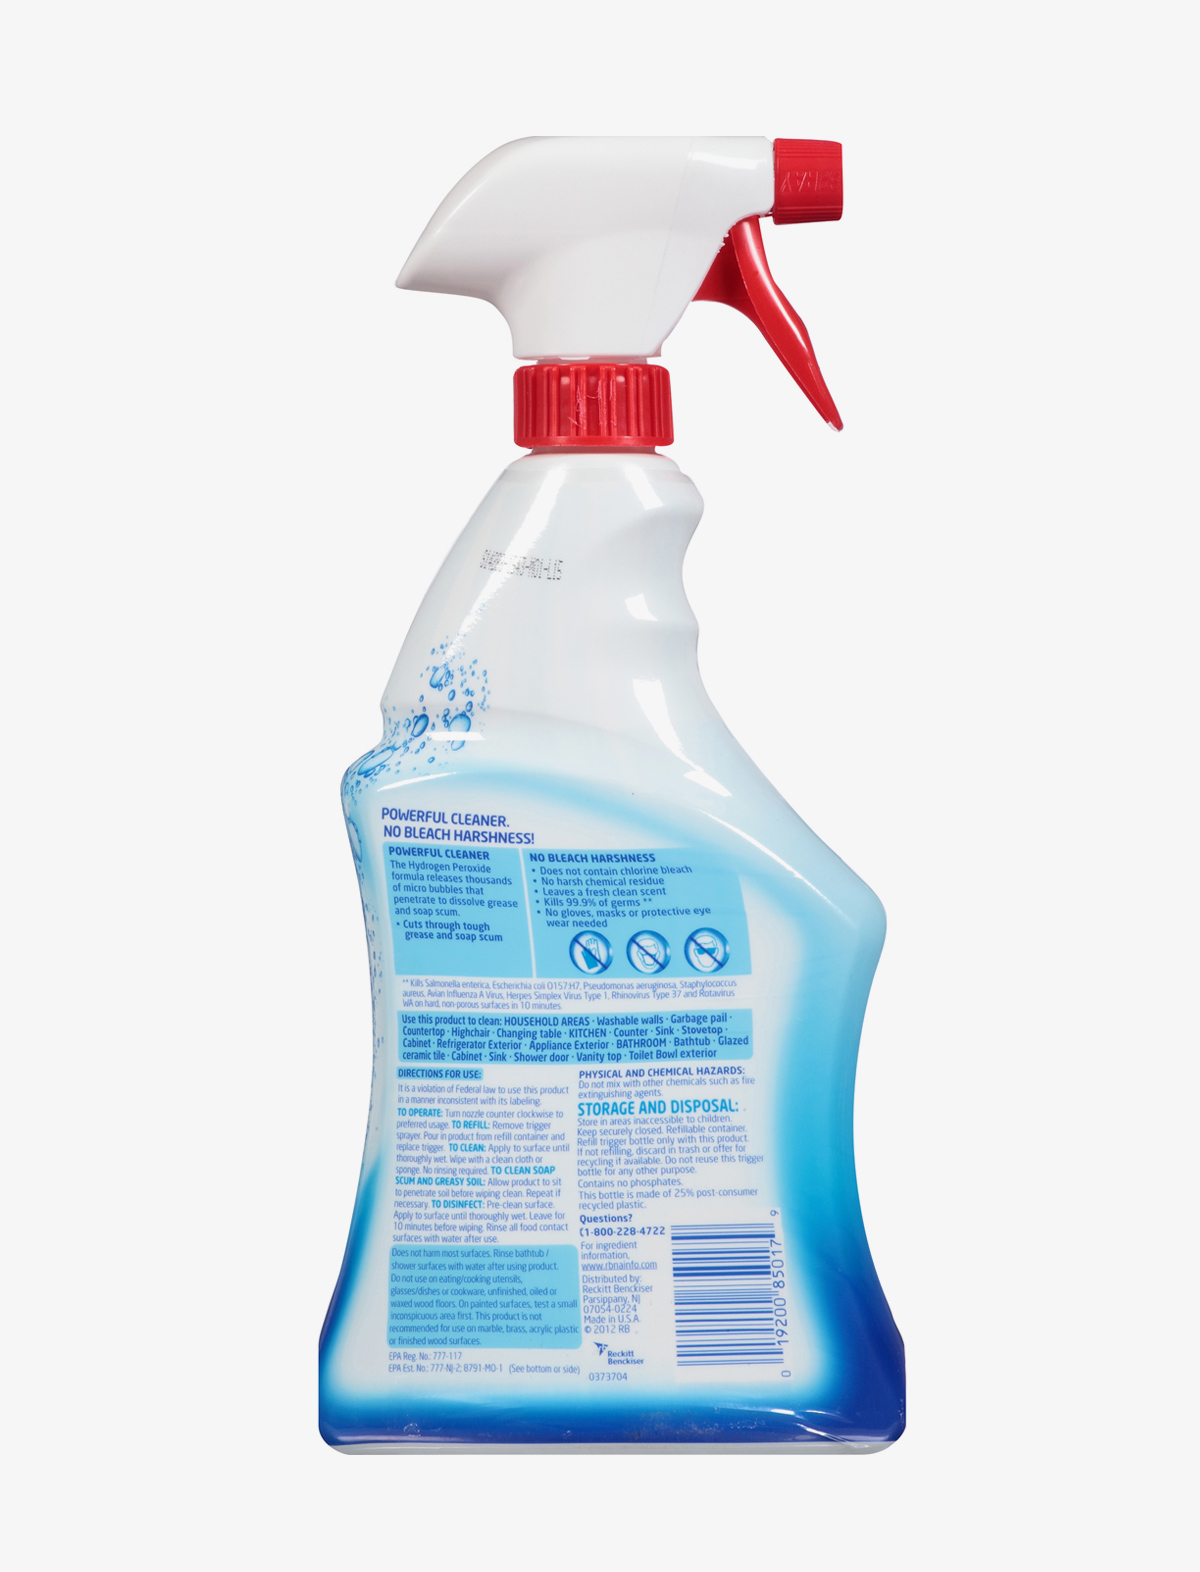 SPRAY
L15
POWERFUL CLEANER.
NO BLEACH HARSHNESS!
POWERFUL CLEANER
The Hydrogen Peroxide
formula releases thousands
of micro bubbles that
penetrate to dissolve grease
and soap scum.
• Cuts through tough
grease and soap scum
NO BLEACH HARSHNESS
• Does not contain chlorine bleach
• No harsh chemical residue
• Leaves a fresh clean scent
• Kills 99.9% of germs **
• No gloves, masks or protective eye
wear needed
** Kills Salmonella enterica, Escherichia coli O157:H7, Pseudomonas aeruginosa, Staphylococcus
aureus, Avian Influenza A Virus, Herpes Simplex Virus Type 1, Rhinovirus Type 37 and Rotavirus
WA on hard, non-porous surfaces in 10 minutes.
Use this product to clean: HOUSEHOLD AREAS · Washable walls · Garbage pail ·
Countertop · Highchair · Changing table · KITCHEN · Counter · Sink · Stovetop ·
Cabinet · Refrigerator Exterior · Appliance Exterior · BATHROOM · Bathtub · Glazed
ceramic tile · Cabinet · Sink · Shower door · Vanity top · Toilet Bowl exterior
DIRECTIONS FOR USE:
It is a violation of Federal law to use this product
in a manner inconsistent with its labeling.
TO OPERATE: Turn nozzle counter clockwise to
preferred usage. TO REFILL: Remove trigger
sprayer. Pour in product from refill container and
replace trigger. TO CLEAN: Apply to surface until
thoroughly wet. Wipe with a clean cloth or
sponge. No rinsing required. TO CLEAN SOAP
SCUM AND GREASY SOIL: Allow product to sit
to penetrate soil before wiping clean. Repeat if
necessary. TO DISINFECT: Pre-clean surface.
Apply to surface until thoroughly wet. Leave for
10 minutes before wiping. Rinse all food contact
surfaces with water after use.
Does not harm most surfaces. Rinse bathtub /
shower surfaces with water after using product.
Do not use on eating/cooking utensils,
glasses/dishes or cookware, unfinished, oiled or
waxed wood floors. On painted surfaces, test a small
inconspicuous area first. This product is not
recommended for use on marble, brass, acrylic plastic
or finished wood surfaces.
EPA Reg. No.: 777-117
EPA Est. No.: 777-NJ-2; 8791-MO-1 (See bottom or side)
PHYSICAL AND CHEMICAL HAZARDS:
Do not mix with other chemicals such as fire
extinguishing agents.
STORAGE AND DISPOSAL:
Store in areas inaccessible to children.
Keep securely closed. Refillable container.
Refill trigger bottle only with this product.
If not refilling, discard in trash or offer for
recycling if available. Do not reuse this trigger
bottle for any other purpose.
Contains no phosphates.
This bottle is made of 25% post-consumer
recycled plastic.
Questions?
1-800-228-4722
For ingredient
information,
www.rbnainfo.com
Distributed by:
Reckitt Benckiser
Parsippany, NJ
07054-0224
Made in U.S.A.
© 2012 RB
Reckitt
Benckiser
0373704
0 19200 85017 9